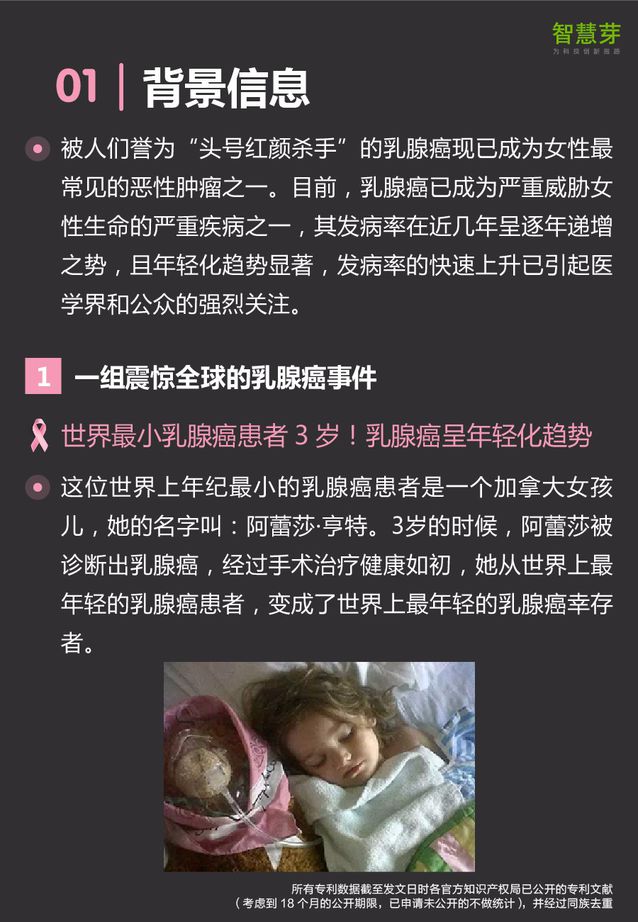 智慧芽
为科技创新指路
01 背景信息
被人们誉为“头号红颜杀手”的乳腺癌现已成为女性最
常见的恶性肿瘤之一。目前，乳腺癌已成为严重威胁女
性生命的严重疾病之一，其发病率在近几年呈逐年递增
之势，且年轻化趋势显著，发病率的快速上升已引起医
学界和公众的强烈关注。
1 一组震惊全球的乳腺癌事件
世界最小乳腺癌患者 3 岁！乳腺癌呈年轻化趋势
这位世界上年纪最小的乳腺癌患者是一个加拿大女孩
儿，她的名字叫：阿蕾莎·亨特。3岁的时候，阿蕾莎被
诊断出乳腺癌，经过手术治疗健康如初，她从世界上最
年轻的乳腺癌患者，变成了世界上最年轻的乳腺癌幸存
者。
所有专利数据截至发文日时各官方知识产权局已公开的专利文献
（考虑到 18 个月的公开期限，已申请未公开的不做统计），并经过同族去重